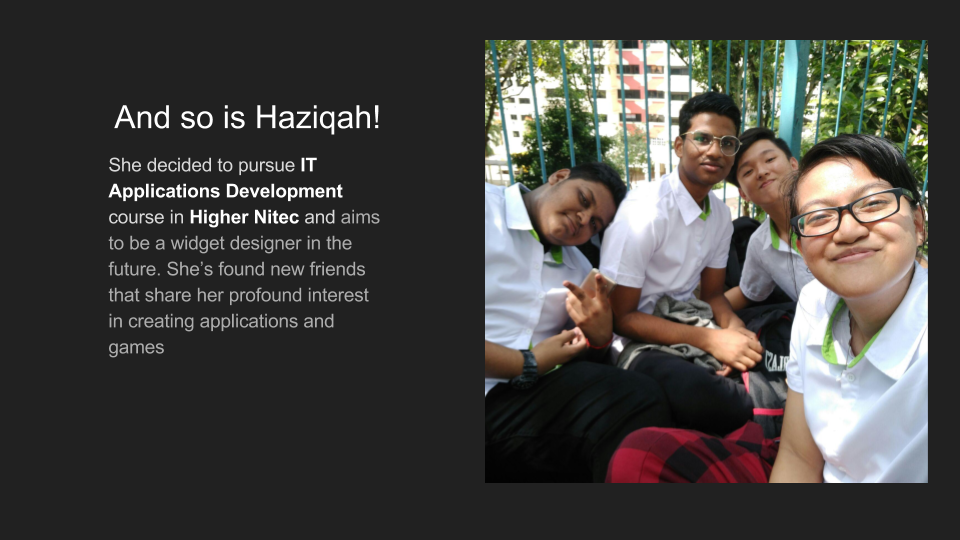 And so is Haziqah!
She decided to pursue IT
Applications Development
course in Higher Nitec and aims
to be a widget designer in the
future. She’s found new friends
that share her profound interest
in creating applications and
games